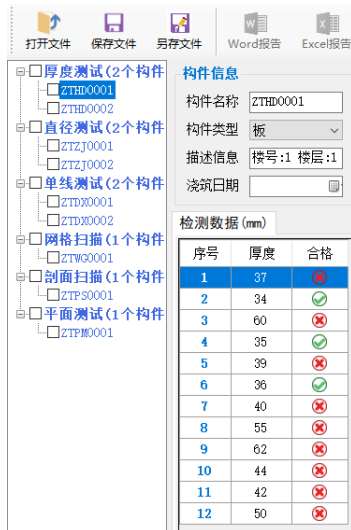 打开文件 保存文件 另存文件 Word报告 Excel报告
厚度测试(2个构件
ZTHD0001
ZTHD0002
直径测试(2个构件
ZTZJ0001
ZTZJ0002
单线测试(2个构件
ZTDX0001
ZTDX0002
网格扫描(1个构件
ZTWG0001
剖面扫描(1个构件
ZTPS0001
平面测试(1个构件
ZTPM0001
构件信息
构件名称 ZTHD0001
构件类型 板
描述信息 楼号:1 楼层:1
浇筑日期
检测数据(mm)
序号 厚度 合格
1 37
2 34
3 60
4 35
5 39
6 36
7 40
8 55
9 62
10 44
11 42
12 50